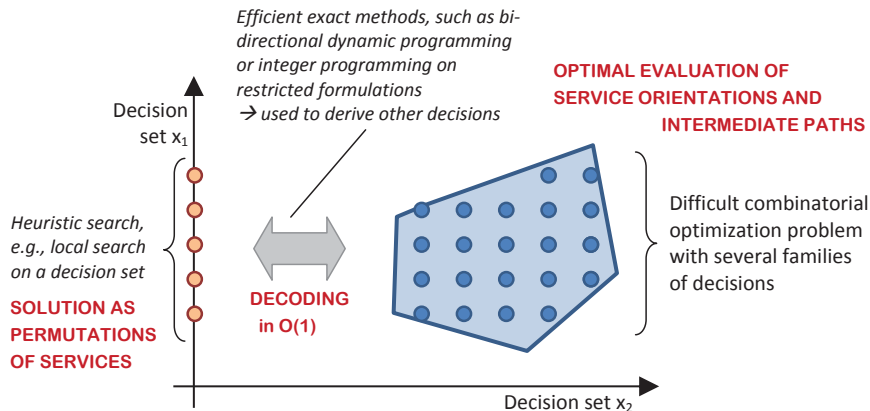 Efficient exact methods, such as bi-
directional dynamic programming
or integer programming on
restricted formulations
→ used to derive other decisions
OPTIMAL EVALUATION OF
SERVICE ORIENTATIONS AND
INTERMEDIATE PATHS
Decision
set x₁
Heuristic search,
e.g., local search
on a decision set
SOLUTION AS
PERMUTATIONS
OF SERVICES
DECODING
in O(1)
Difficult combinatorial
optimization problem
with several families
of decisions
Decision set x₂